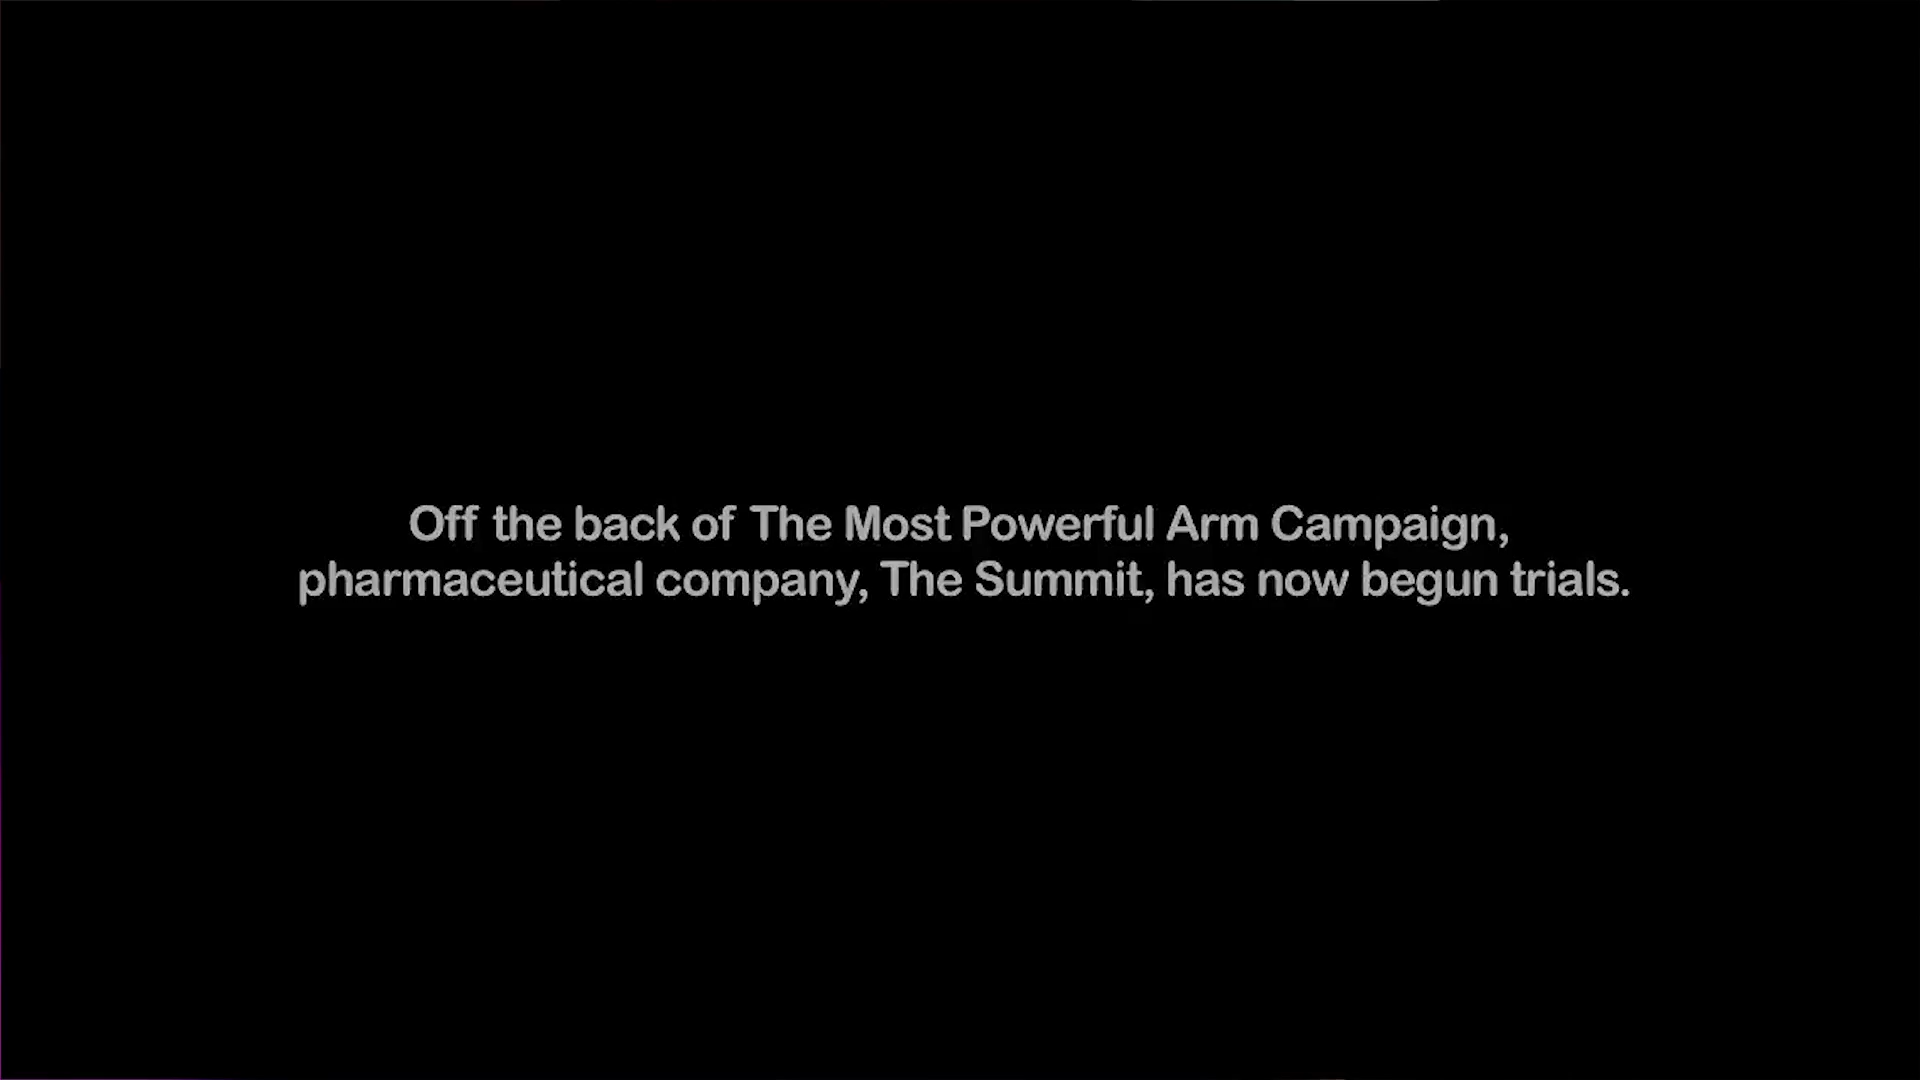 Off the back of The Most Powerful Arm Campaign,
pharmaceutical company, The Summit, has now begun trials.